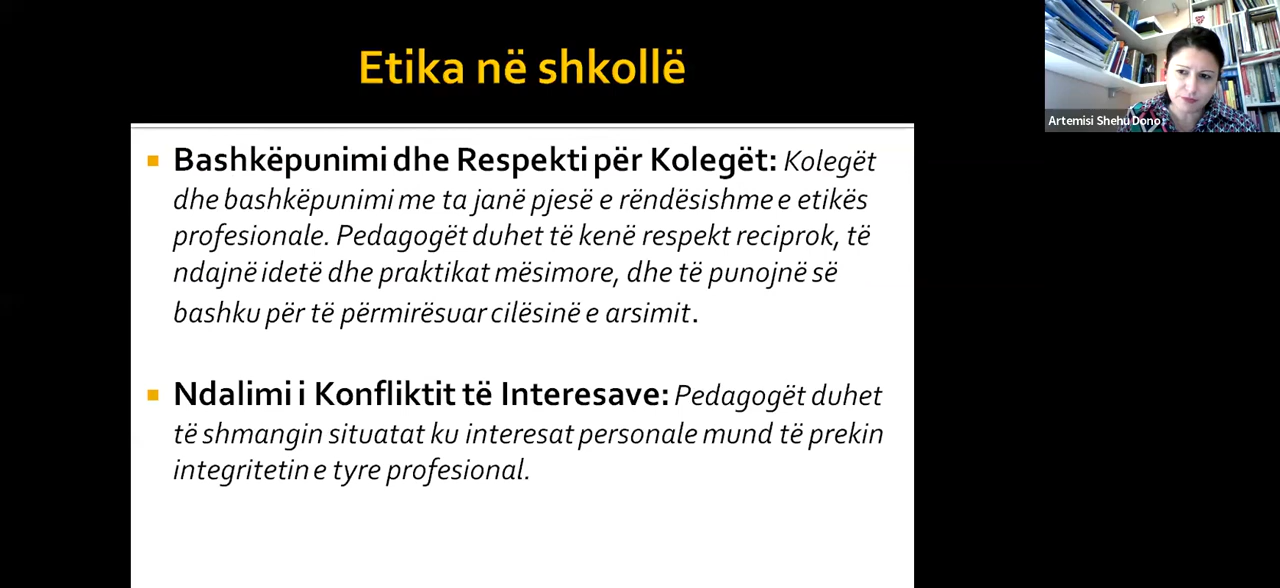 Etika në shkollë
Artemisi Shehu Dono
Bashkëpunimi dhe Respekti për Kolegët: Kolegët
dhe bashkëpunimi me ta janë pjesë e rëndësishme e etikës
profesionale. Pedagogët duhet të kenë respekt reciprok, të
ndajnë idetë dhe praktikat mësimore, dhe të punojnë së
bashku për të përmirësuar cilësinë e arsimit.
Ndalimi i Konfliktit të Interesave: Pedagogët duhet
të shmangin situatat ku interesat personale mund të prekin
integritetin e tyre profesional.